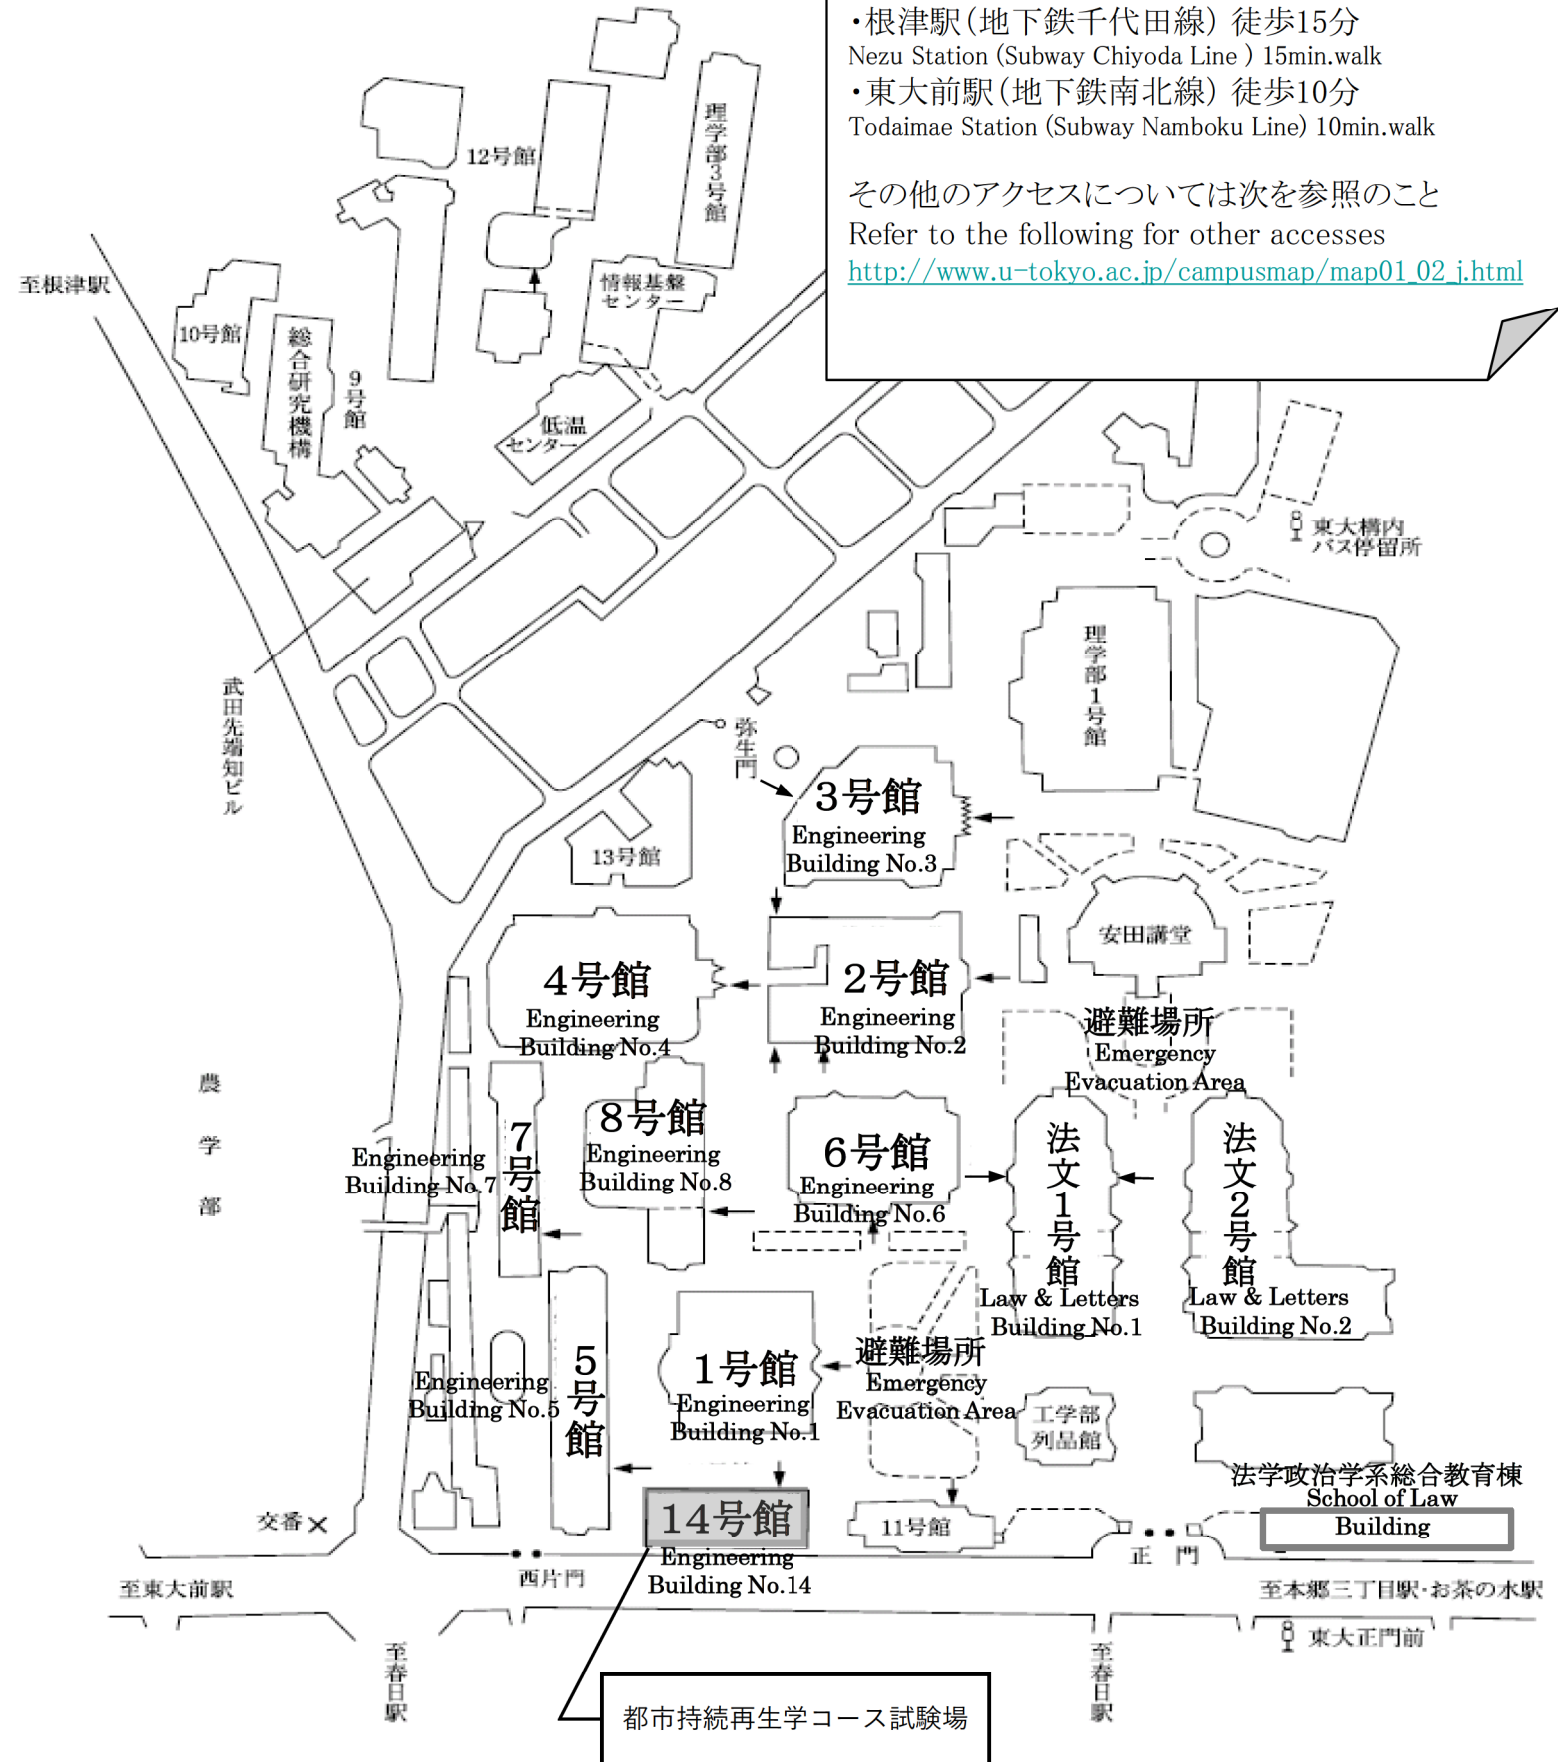 ・根津駅（地下鉄千代田線） 徒歩15分
Nezu Station (Subway Chiyoda Line ) 15min.walk
・東大前駅（地下鉄南北線） 徒歩10分
Todaimae Station (Subway Namboku Line) 10min.walk
その他のアクセスについては次を参照のこと
Refer to the following for other accesses
http://www.u-tokyo.ac.jp/campusmap/map01_02_j.html
理学部3号館
12号館
至根津駅
情報基盤
センター
10号館
総合研究機構
9号館
低温
センター
東大構内
バス停留所
理学部1号館
武田先端知ビル
弥生門
3号館
Engineering
Building No.3
13号館
安田講堂
4号館
Engineering
Building No.4
2号館
Engineering
Building No.2
避難場所
Emergency
Evacuation Area
農学部
7号館
Engineering
Building No.7
8号館
Engineering
Building No.8
6号館
Engineering
Building No.6
法文1号館
Law & Letters
Building No.1
法文2号館
Law & Letters
Building No.2
5号館
Engineering
Building No.5
1号館
Engineering
Building No.1
避難場所
Emergency
Evacuation Area
工学部
列品館
法学政治学系総合教育棟
School of Law
Building
交番
14号館
Engineering
Building No.14
11号館
西片門
正門
至東大前駅
至本郷三丁目駅・お茶の水駅
東大正門前
至春日駅
至春日駅
都市持続再生学コース試験場